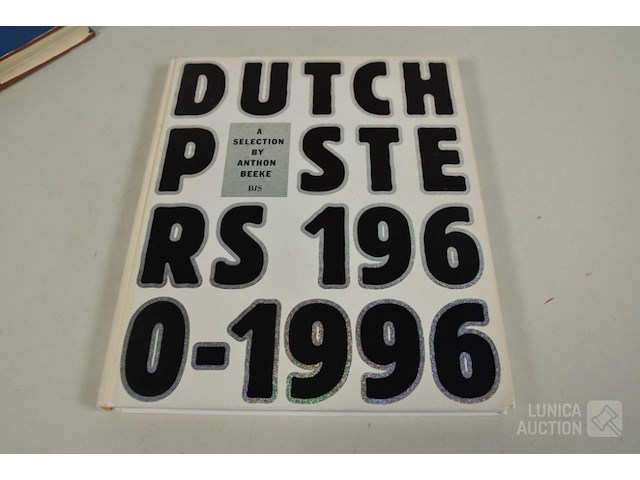 DUTCH
P STE
RS 196
0-1996
A
SELECTION
BY
ANTHON
BEEKE
BIS
LUNICA
AUCTION